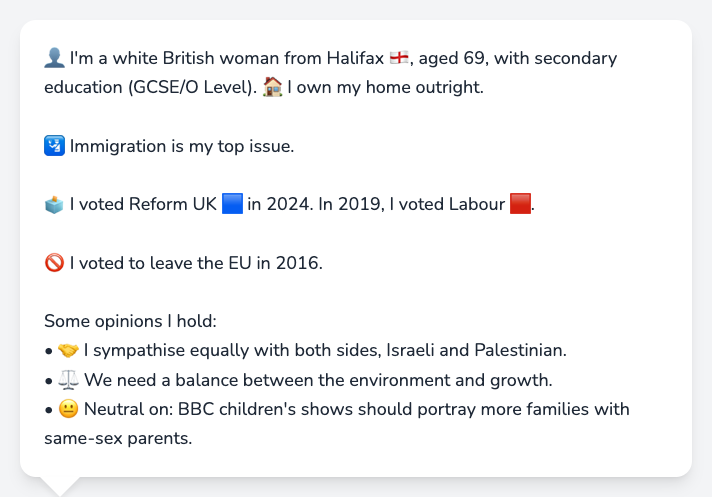 👤 I'm a white British woman from Halifax 🏴󠁧󠁢󠁥󠁮󠁧󠁿, aged 69, with secondary
education (GCSE/O Level). 🏠 I own my home outright.
🛂 Immigration is my top issue.
🗳️ I voted Reform UK 🟦 in 2024. In 2019, I voted Labour 🟥.
🚫 I voted to leave the EU in 2016.
Some opinions I hold:
• 🤝 I sympathise equally with both sides, Israeli and Palestinian.
• ⚖️ We need a balance between the environment and growth.
• 😐 Neutral on: BBC children's shows should portray more families with
same-sex parents.